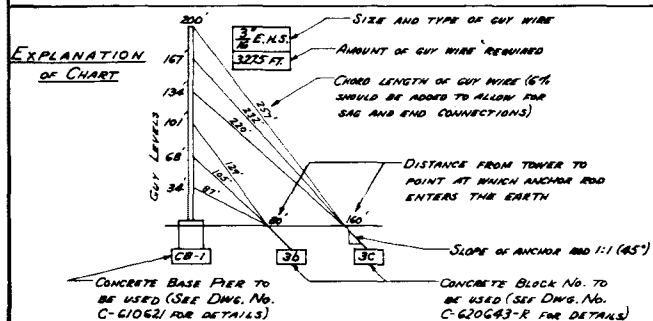 EXPLANATION
OF CHART
200'
167'
134'
101'
68'
34'
GUY LEVELS
3"/16 E.H.S.
3275 FT.
SIZE AND TYPE OF GUY WIRE
AMOUNT OF GUY WIRE REQUIRED
CHORD LENGTH OF GUY WIRE (6%
SHOULD BE ADDED TO ALLOW FOR
SAG AND END CONNECTIONS)
257'
232'
220'
129'
105'
87'
DISTANCE FROM TOWER TO
POINT AT WHICH ANCHOR ROD
ENTERS THE EARTH
80'
160'
SLOPE OF ANCHOR ROD 1:1 (45°)
CB-1
3b
3C
CONCRETE BASE PIER TO
BE USED (SEE DWG. NO.
C-610621 FOR DETAILS)
CONCRETE BLOCK NO. TO
BE USED (SEE DWG. NO.
C-620643-R FOR DETAILS)